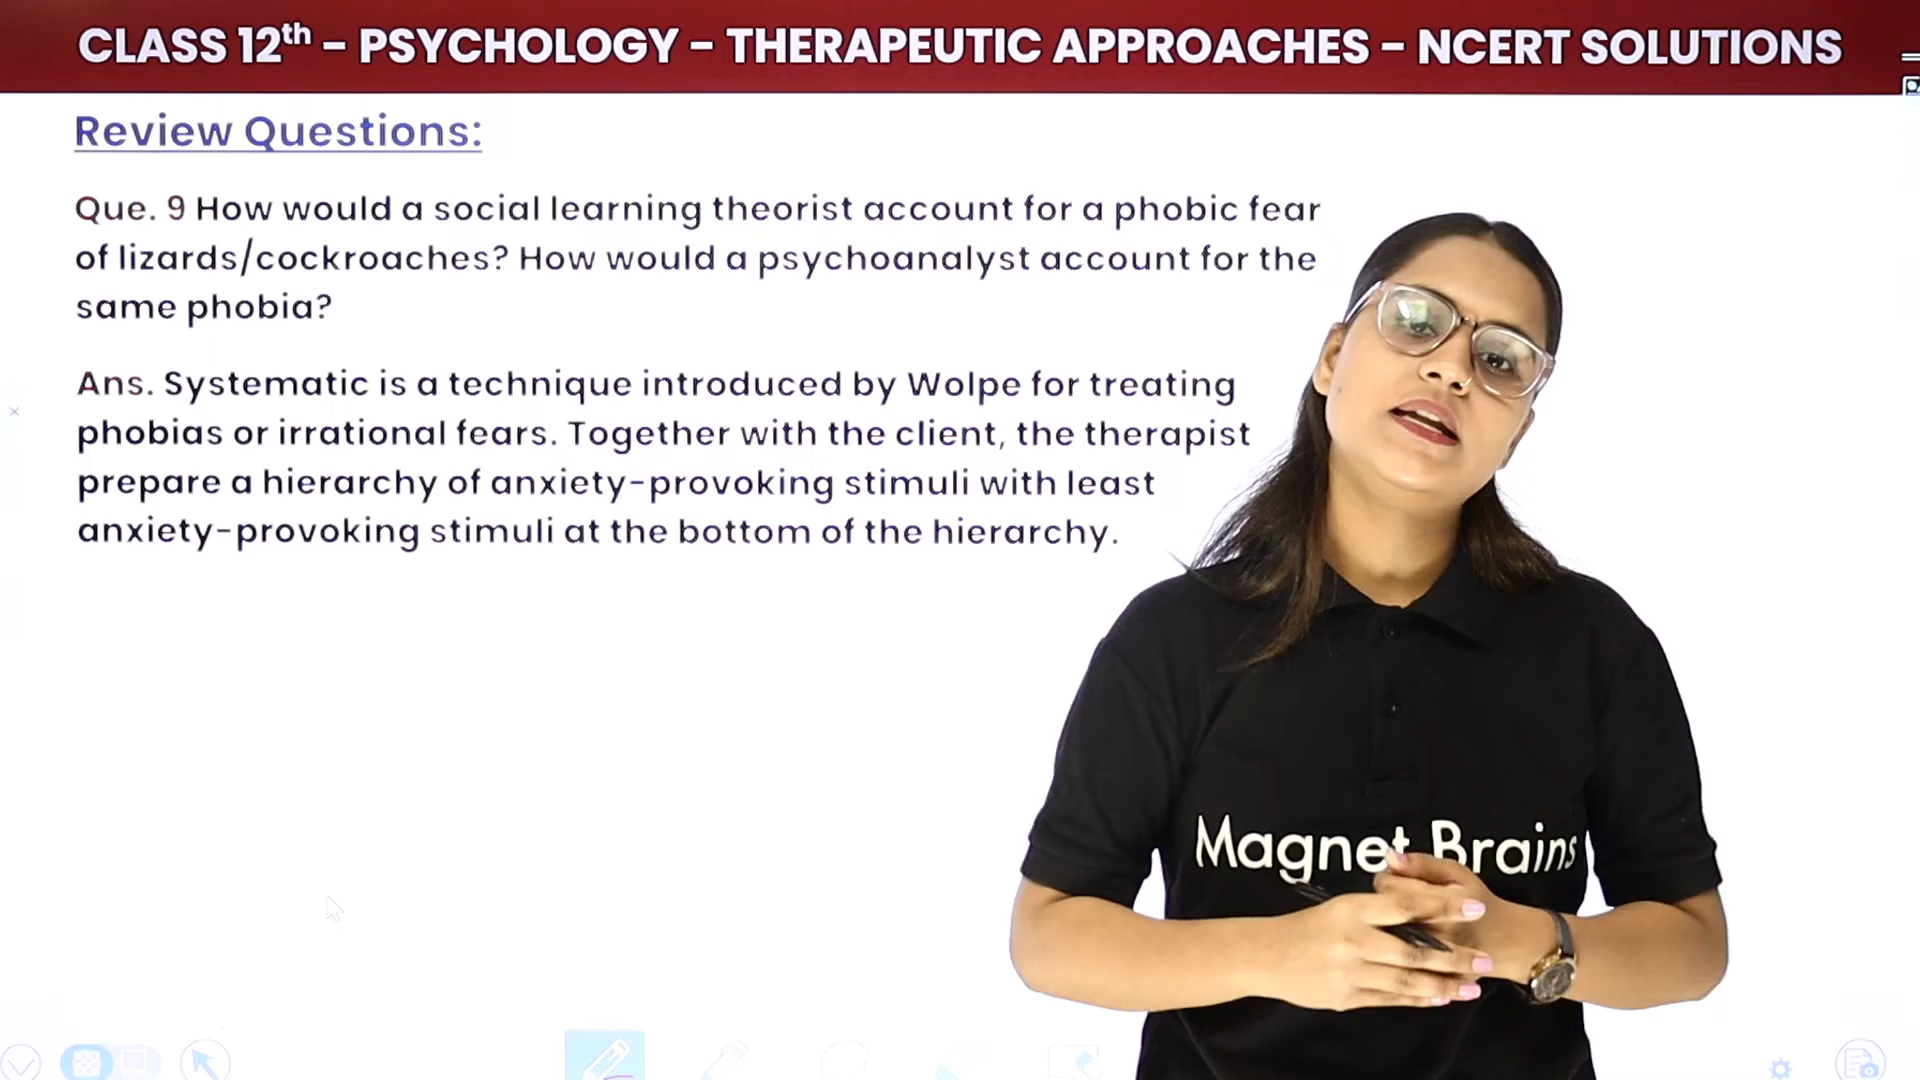 CLASS 12th - PSYCHOLOGY - THERAPEUTIC APPROACHES - NCERT SOLUTIONS
Review Questions:
Que. 9 How would a social learning theorist account for a phobic fear
of lizards/cockroaches? How would a psychoanalyst account for the
same phobia?
Ans. Systematic is a technique introduced by Wolpe for treating
phobias or irrational fears. Together with the client, the therapist
prepare a hierarchy of anxiety-provoking stimuli with least
anxiety-provoking stimuli at the bottom of the hierarchy.
Magnet Brains